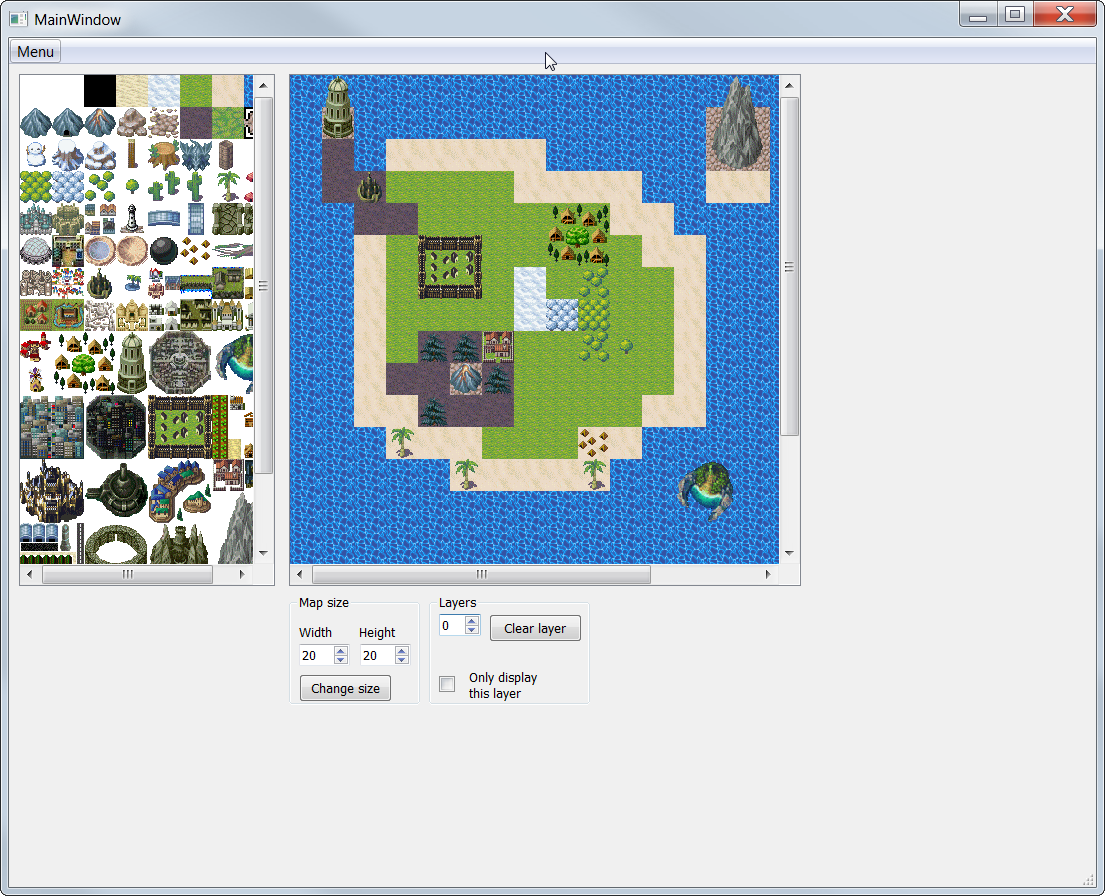 MainWindow
Menu
Map size
Layers
0
Clear layer
Width
Height
20
20
Change size
Only display
this layer